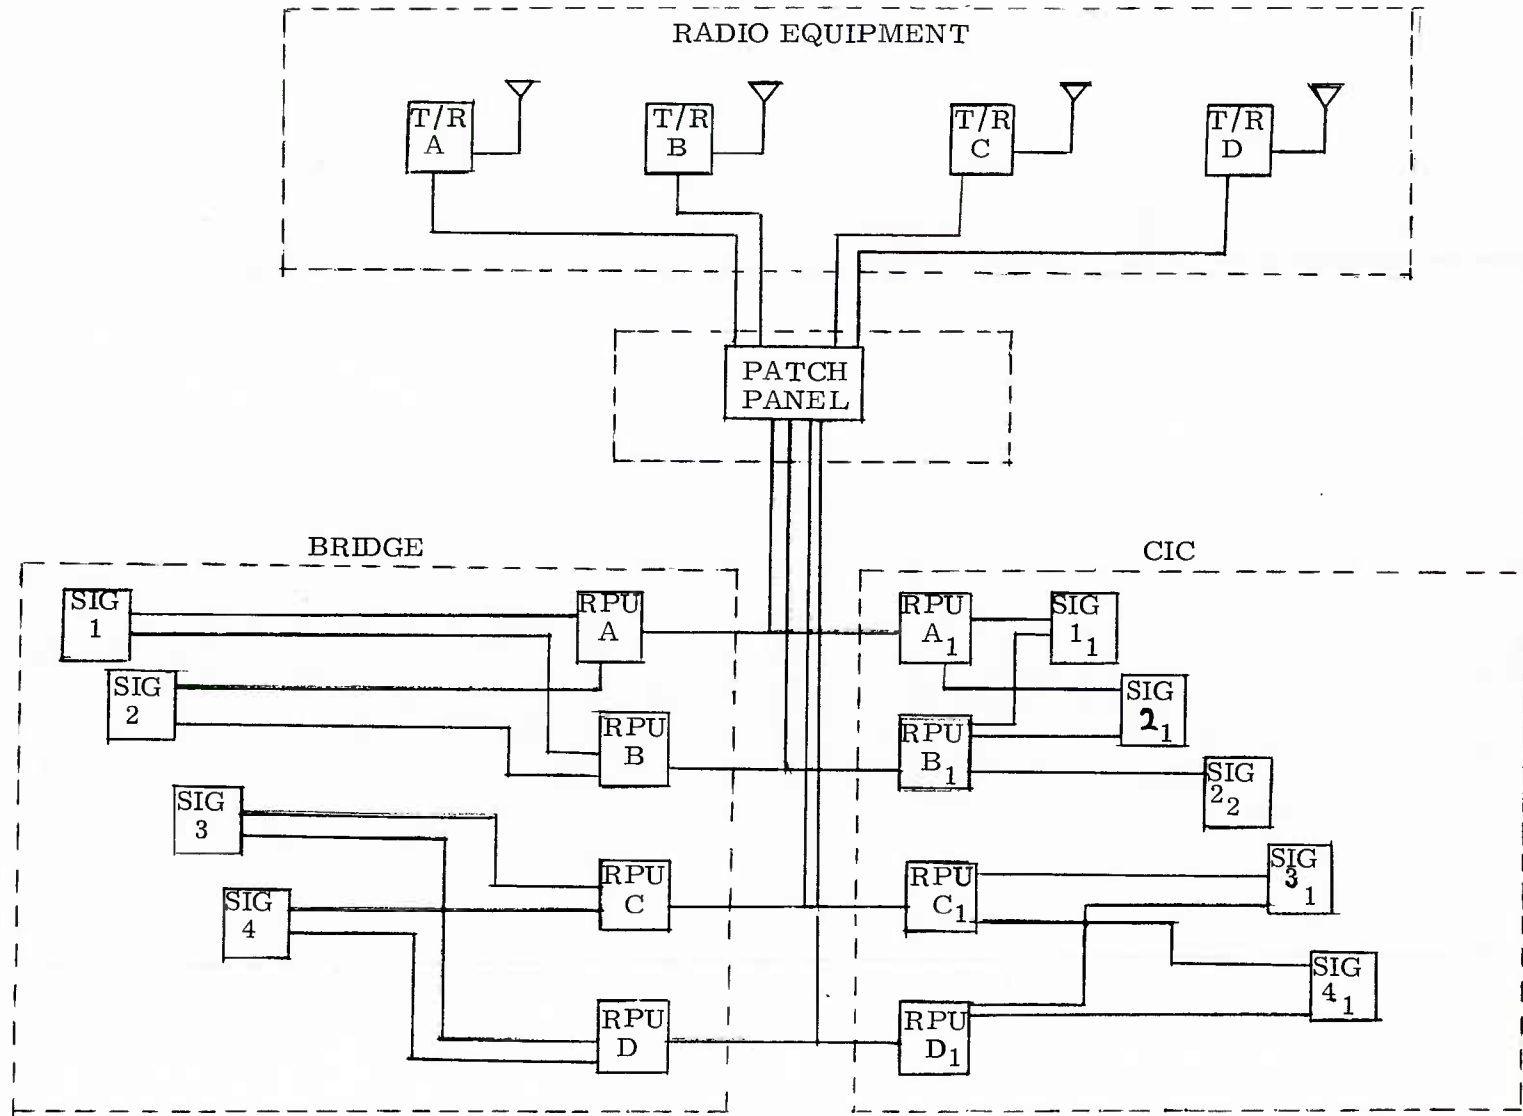 RADIO EQUIPMENT
T/R
A
T/R
B
T/R
C
T/R
D
PATCH
PANEL
BRIDGE
CIC
SIG
1
RPU
A
RPU
A1
SIG
11
SIG
2
SIG
21
RPU
B
RPU
B1
SIG
22
SIG
3
SIG
31
RPU
C
RPU
C1
SIG
4
SIG
41
RPU
D
RPU
D1